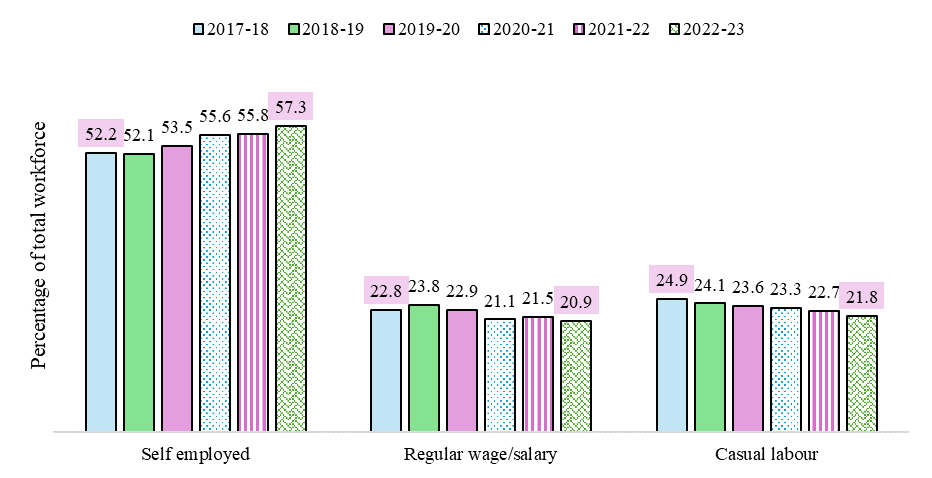 2017-18 2018-19 2019-20 2020-21 2021-22 2022-23
Percentage of total workforce
52.2 52.1 53.5 55.6 55.8 57.3
22.8 23.8 22.9 21.1 21.5 20.9
24.9 24.1 23.6 23.3 22.7 21.8
Self employed Regular wage/salary Casual labour